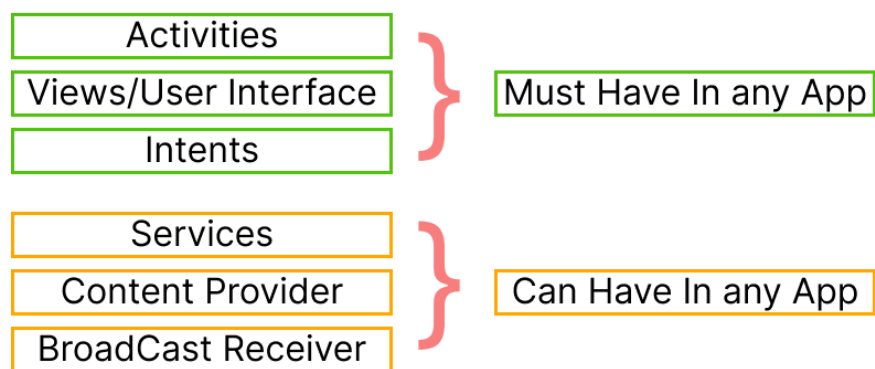 Activities
Views/User Interface
Intents
Must Have In any App
Services
Content Provider
BroadCast Receiver
Can Have In any App